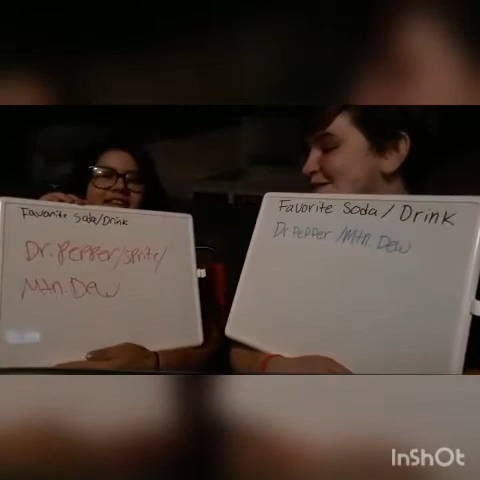 Favorite Soda/Drink
Dr. Pepper/Sprite/
Mtn. Dew
Favorite Soda / Drink
Dr Pepper /Mtn. Dew
InShOt